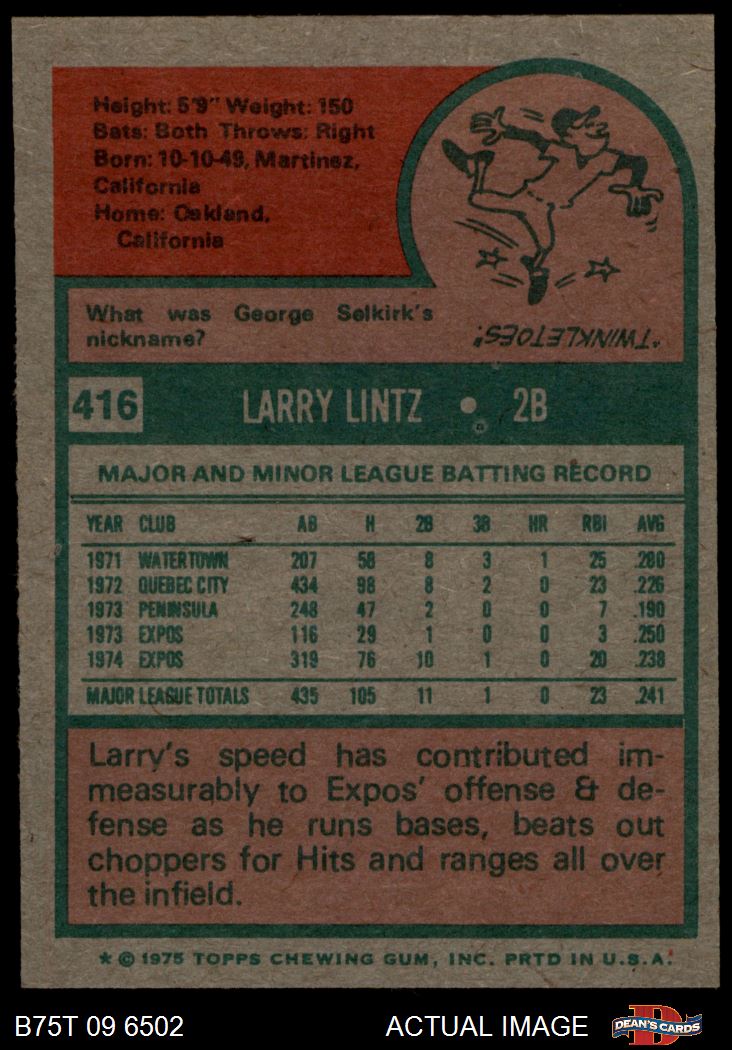 Height: 5'9" Weight: 150
Bats: Both Throws: Right
Born: 10-10-49, Martinez,
California
Home: Oakland,
California
What was George Selkirk's
nickname?
"TWINKLETOES."
416 LARRY LINTZ • 2B
MAJOR AND MINOR LEAGUE BATTING RECORD
YEAR CLUB AB H 2B 3B HR RBI AVG
1971 WATERTOWN 207 58 8 3 1 25 .280
1972 QUEBEC CITY 434 98 8 2 0 23 .226
1973 PENINSULA 248 47 2 0 0 7 .190
1973 EXPOS 116 29 1 0 0 3 .250
1974 EXPOS 319 76 10 1 0 20 .238
MAJOR LEAGUE TOTALS 435 105 11 1 0 23 .241
Larry's speed has contributed im-
measurably to Expos' offense & de-
fense as he runs bases, beats out
choppers for Hits and ranges all over
the infield.
* © 1975 TOPPS CHEWING GUM, INC. PRTD IN U.S.A.
B75T 09 6502 ACTUAL IMAGE
D
DEAN'S CARDS